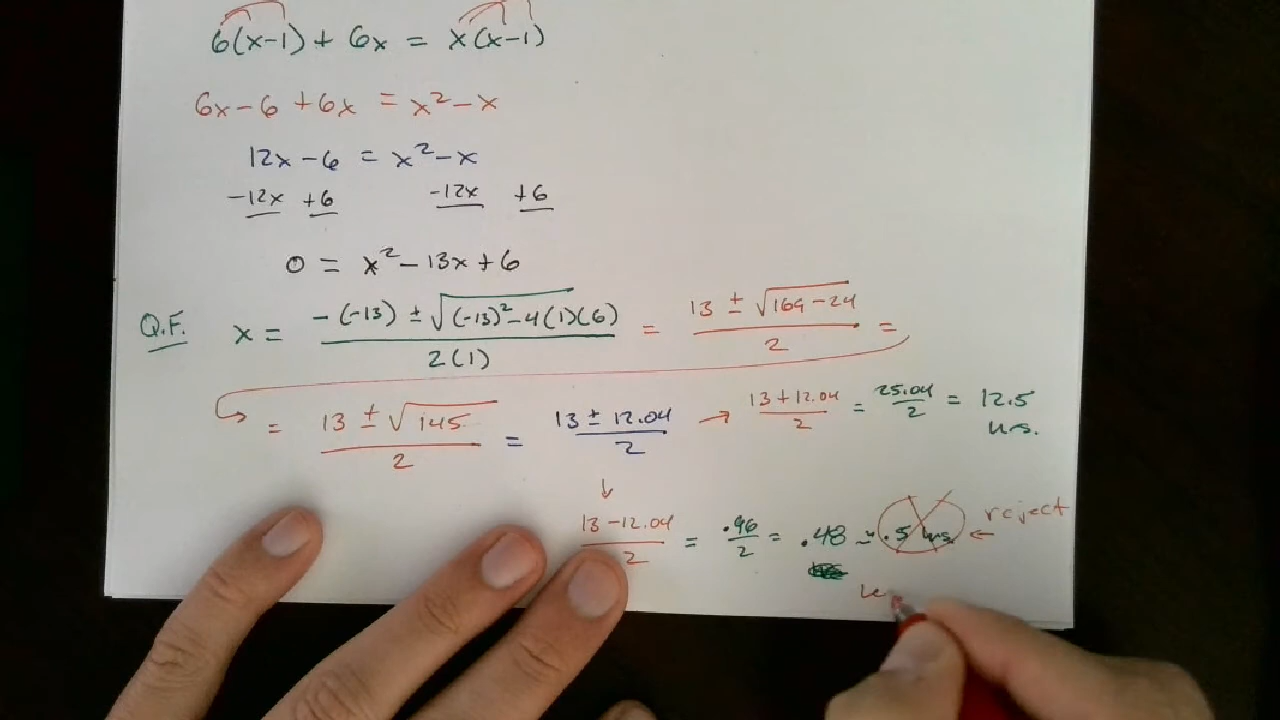 6(x-1) + 6x = x(x-1)
6x - 6 + 6x = x² - x
12x - 6 = x² - x
-12x +6 -12x +6
0 = x² - 13x + 6
Q.F. x = -(-13) ± √(-13)² - 4(1)(6) / 2(1) = 13 ± √169 - 24 / 2 =
= 13 ± √145 / 2 = 13 ± 12.04 / 2 → 13 + 12.04 / 2 = 25.04 / 2 = 12.5
hrs.
↓
13 - 12.04 / 2 = .96 / 2 = .48 ≃ .5 hrs ← reject
le